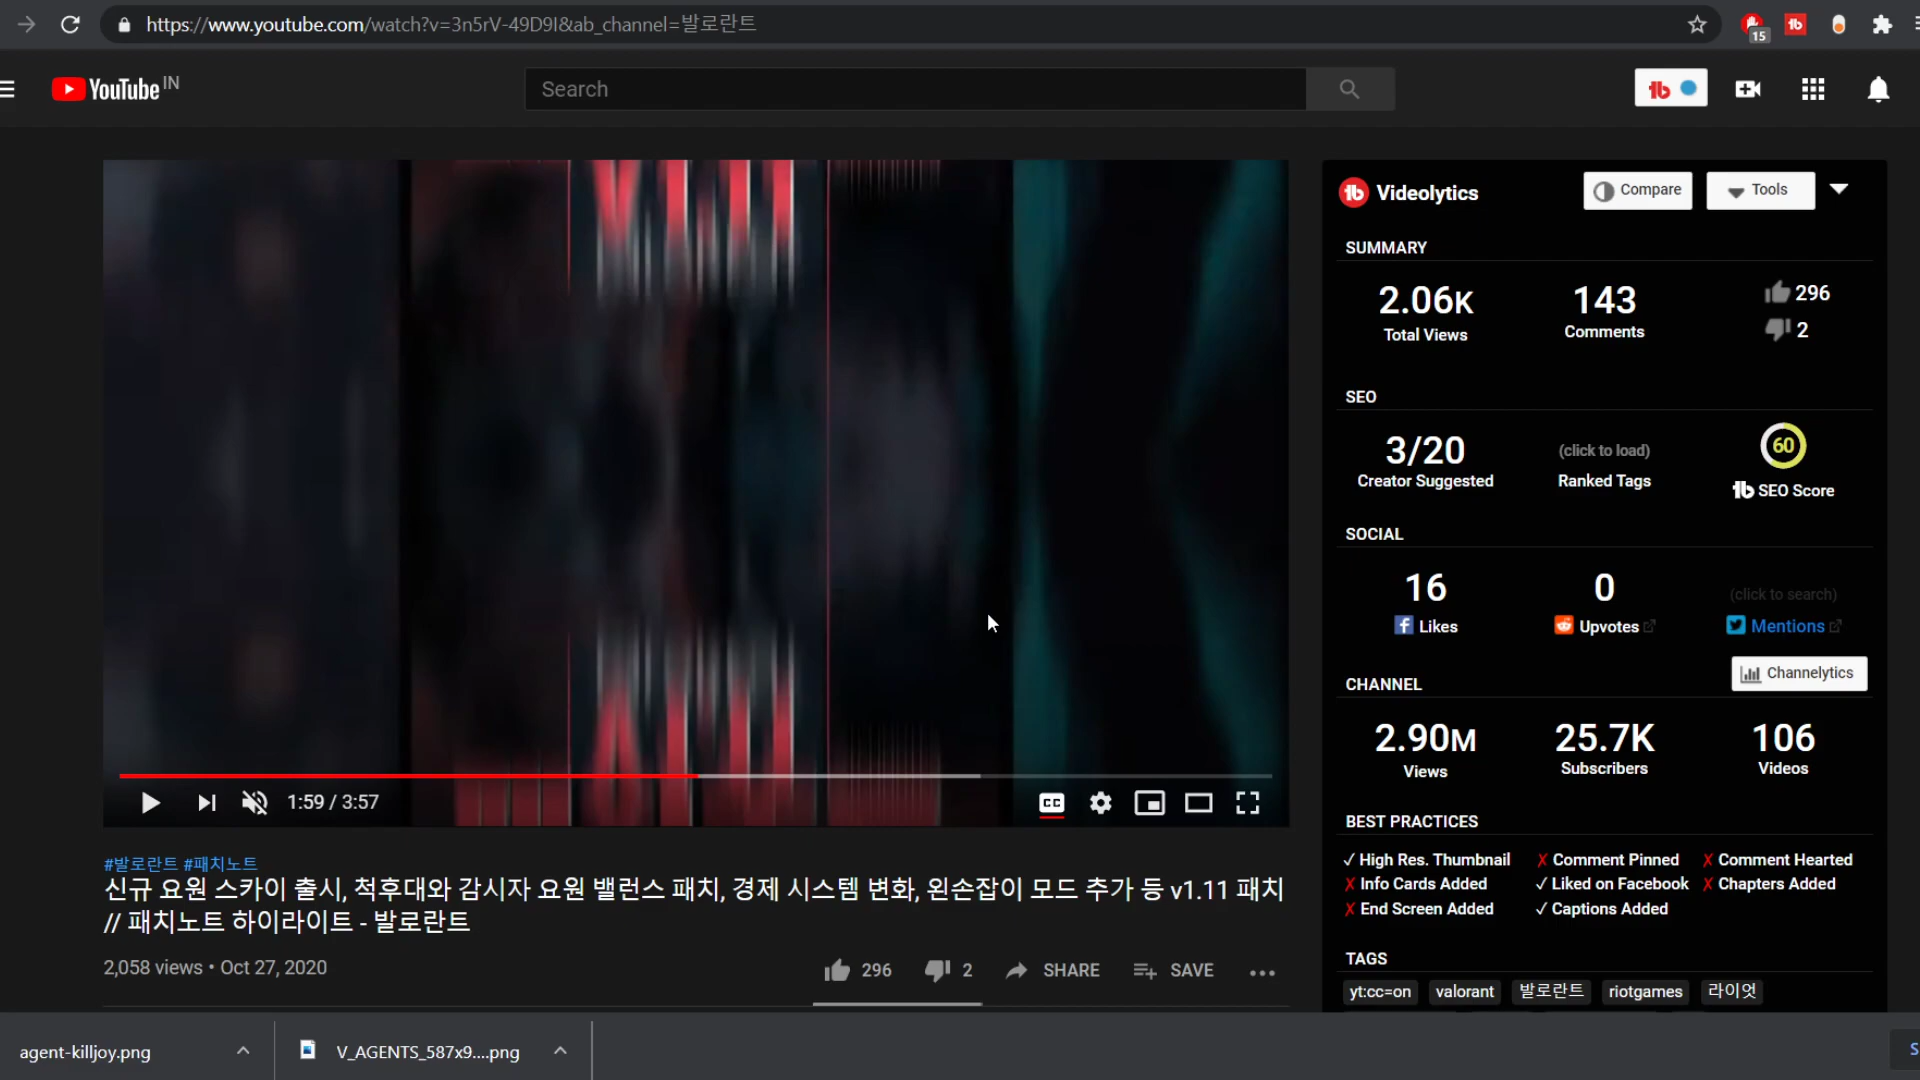 https://www.youtube.com/watch?v=3n5rV-49D9I&ab_channel=발로란트
15
YouTube IN
Search
1:59 / 3:57
CC
#발로란트 #패치노트
신규 요원 스카이 출시, 척후대와 감시자 요원 밸런스 패치, 경제 시스템 변화, 왼손잡이 모드 추가 등 v1.11 패치
// 패치노트 하이라이트 - 발로란트
2,058 views • Oct 27, 2020
296 2 SHARE SAVE
Videolytics Compare Tools
SUMMARY
2.06K 143 296
Total Views Comments 2
SEO
3/20 (click to load) 60
Creator Suggested Ranked Tags SEO Score
SOCIAL
16 0 (click to search)
Likes Upvotes Mentions
CHANNEL Channelytics
2.90M 25.7K 106
Views Subscribers Videos
BEST PRACTICES
✓ High Res. Thumbnail X Comment Pinned X Comment Hearted
X Info Cards Added ✓ Liked on Facebook X Chapters Added
X End Screen Added ✓ Captions Added
TAGS
yt:cc=on valorant 발로란트 riotgames 라이엇
agent-killjoy.png V_AGENTS_587x9....png